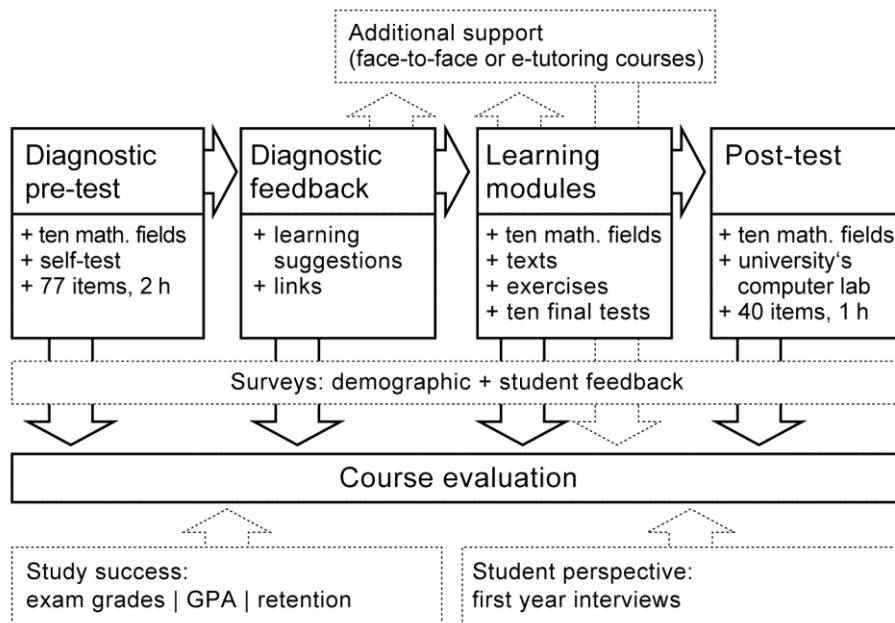 Additional support
(face-to-face or e-tutoring courses)
Diagnostic
pre-test
+ ten math. fields
+ self-test
+ 77 items, 2 h
Diagnostic
feedback
+ learning
suggestions
+ links
Learning
modules
+ ten math. fields
+ texts
+ exercises
+ ten final tests
Post-test
+ ten math. fields
+ university‘s
computer lab
+ 40 items, 1 h
Surveys: demographic + student feedback
Course evaluation
Study success:
exam grades | GPA | retention
Student perspective:
first year interviews